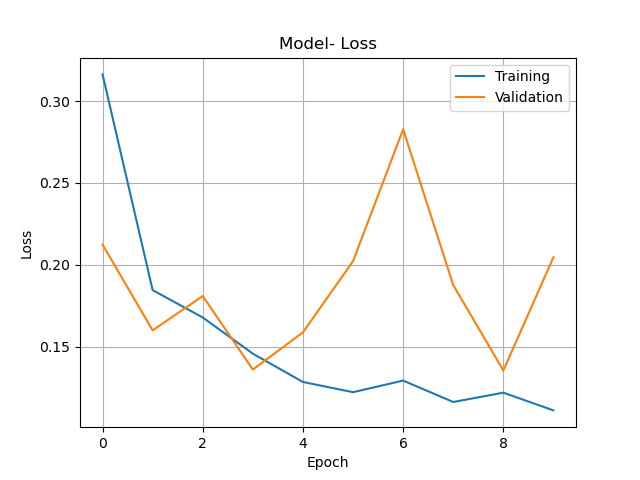 Model- Loss
Training
Validation
0.30
0.25
0.20
0.15
Loss
0 2 4 6 8
Epoch